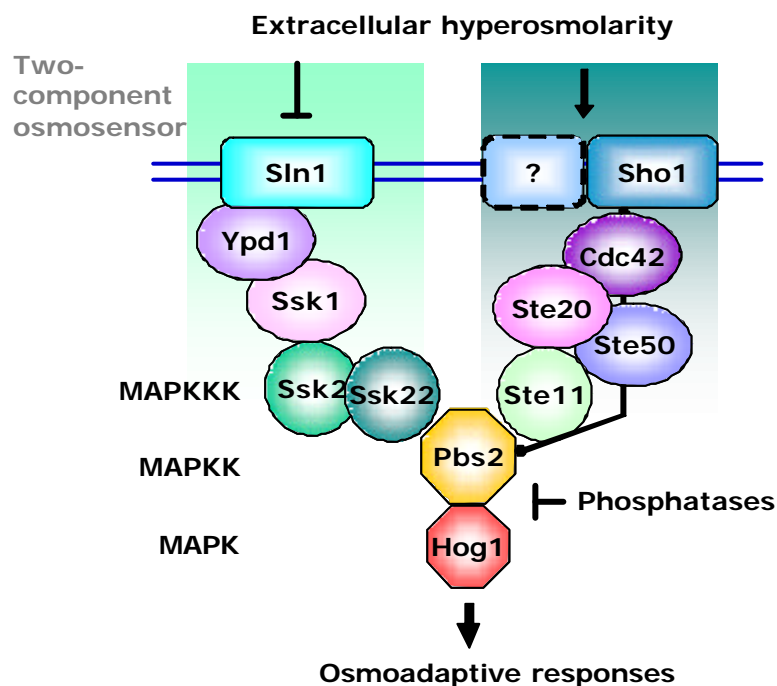 Extracellular hyperosmolarity
Two-
component
osmosensor
Sln1
?
Sho1
Ypd1
Cdc42
Ssk1
Ste20
Ste50
MAPKKK
Ssk2
Ssk22
Ste11
MAPKK
Pbs2
Phosphatases
MAPK
Hog1
Osmoadaptive responses